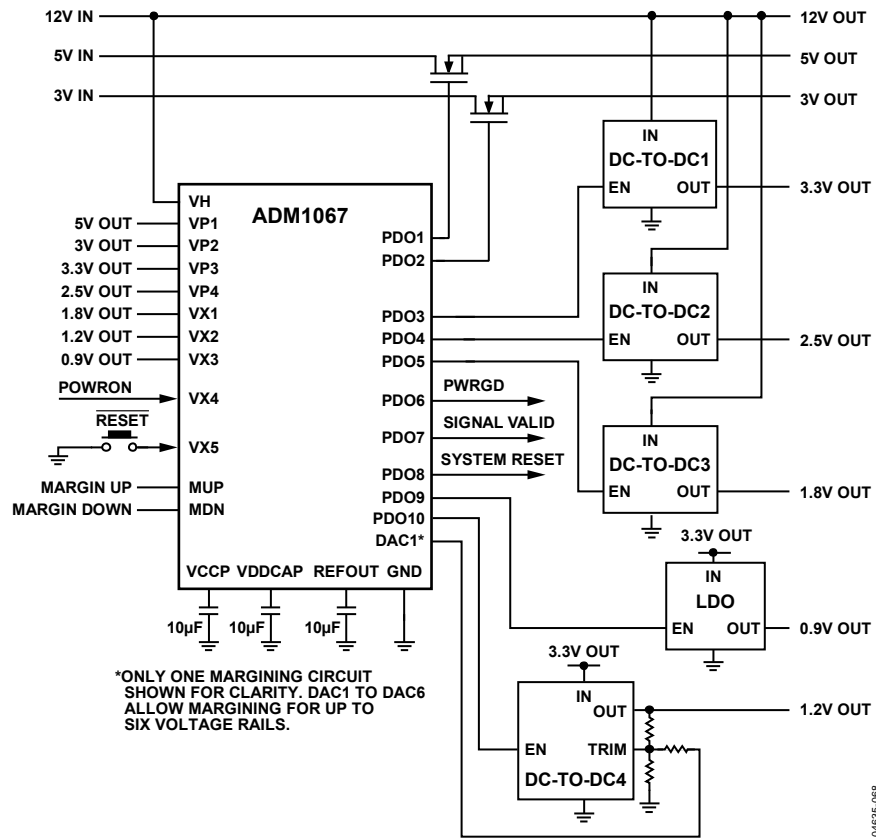 12V IN
12V OUT
5V IN
5V OUT
3V IN
3V OUT
IN
DC-TO-DC1
EN OUT
3.3V OUT
ADM1067
VH
5V OUT VP1
3V OUT VP2
3.3V OUT VP3
2.5V OUT VP4
1.8V OUT VX1
1.2V OUT VX2
0.9V OUT VX3
POWRON
VX4
RESET
VX5
MARGIN UP MUP
MARGIN DOWN MDN
PDO1
PDO2
PDO3
PDO4
PDO5
PDO6
PWRGD
PDO7
SIGNAL VALID
PDO8
SYSTEM RESET
PDO9
PDO10
DAC1*
VCCP VDDCAP REFOUT GND
10µF 10µF 10µF
IN
DC-TO-DC2
EN OUT
2.5V OUT
IN
DC-TO-DC3
EN OUT
1.8V OUT
3.3V OUT
IN
LDO
EN OUT
0.9V OUT
3.3V OUT
IN
OUT
1.2V OUT
EN TRIM
DC-TO-DC4
*ONLY ONE MARGINING CIRCUIT
SHOWN FOR CLARITY. DAC1 TO DAC6
ALLOW MARGINING FOR UP TO
SIX VOLTAGE RAILS.
04635-068